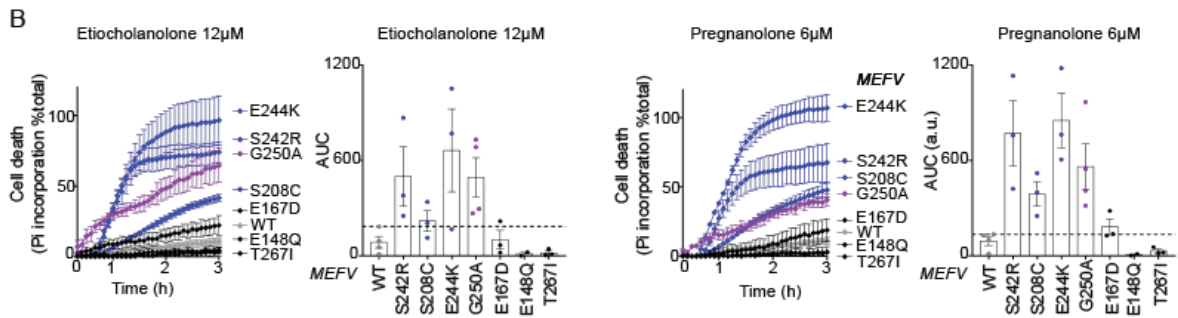 B
Etiocholanolone 12µM
Cell death
(PI incorporation %total)
100
50
0
0
1
2
3
Time (h)
E244K
S242R
G250A
S208C
E167D
WT
E148Q
T267I
Etiocholanolone 12µM
AUC
1200
600
0
MEFV
WT
S242R
S208C
E244K
G250A
E167D
E148Q
T267I
Pregnanolone 6µM
Cell death
(PI incorporation %total)
100
50
0
0
1
2
3
Time (h)
MEFV
E244K
S242R
S208C
G250A
E167D
WT
E148Q
T267I
Pregnanolone 6µM
AUC (a.u.)
1200
600
0
MEFV
WT
S242R
S208C
E244K
G250A
E167D
E148Q
T267I